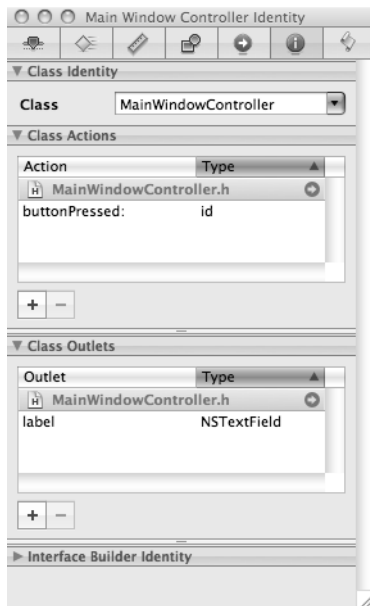 Main Window Controller Identity
Class Identity
Class MainWindowController
Class Actions
Action Type
MainWindowController.h
buttonPressed: id
+ −
Class Outlets
Outlet Type
MainWindowController.h
label NSTextField
+ −
Interface Builder Identity